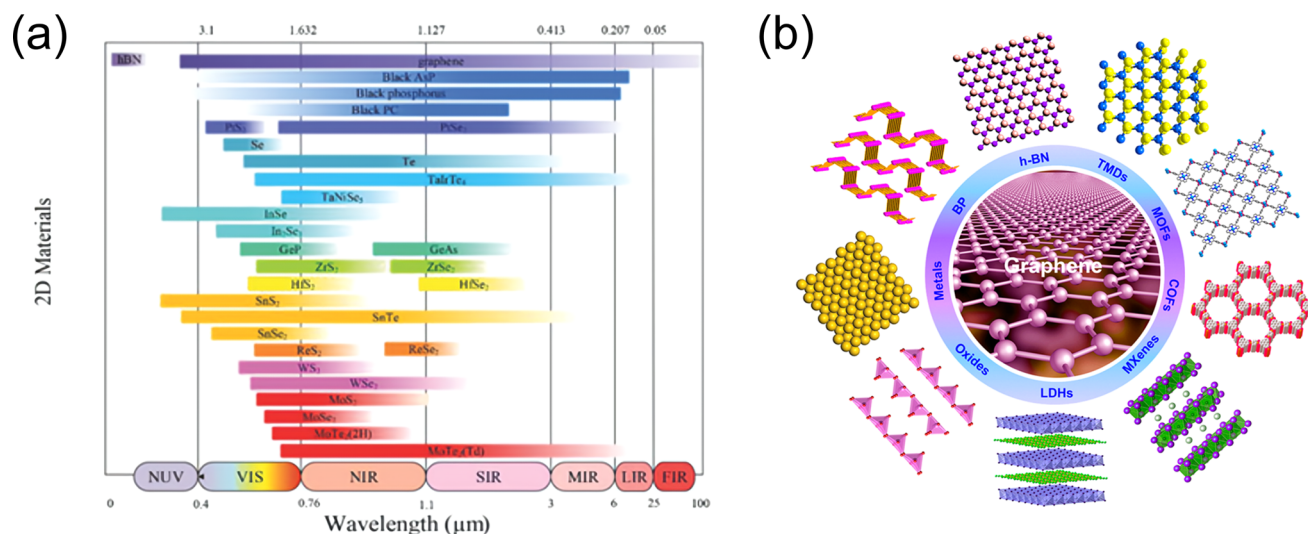 (a)
3.1 1.632 1.127 0.413 0.207 0.05
hBN graphene
Black AsP
Black phosphorus
Black PC
PtS₂ PtSe₂
Se
Te
TaIrTe₄
TaNiSe₅
InSe
In₂Se₃
GeP GeAs
ZrS₂ ZrSe₂
HfS₂ HfSe₂
SnS₂
SnTe
SnSe₂
ReS₂ ReSe₂
WS₂
WSe₂
MoS₂
MoSe₂
MoTe₂(2H)
MoTe₂(Td)
2D Materials
NUV VIS NIR SIR MIR LIR FIR
0 0.4 0.76 1.1 3 6 25 100
Wavelength (μm)
(b)
h-BN
TMDs
MOFs
COFs
MXenes
LDHs
Oxides
Metals
BP
Graphene